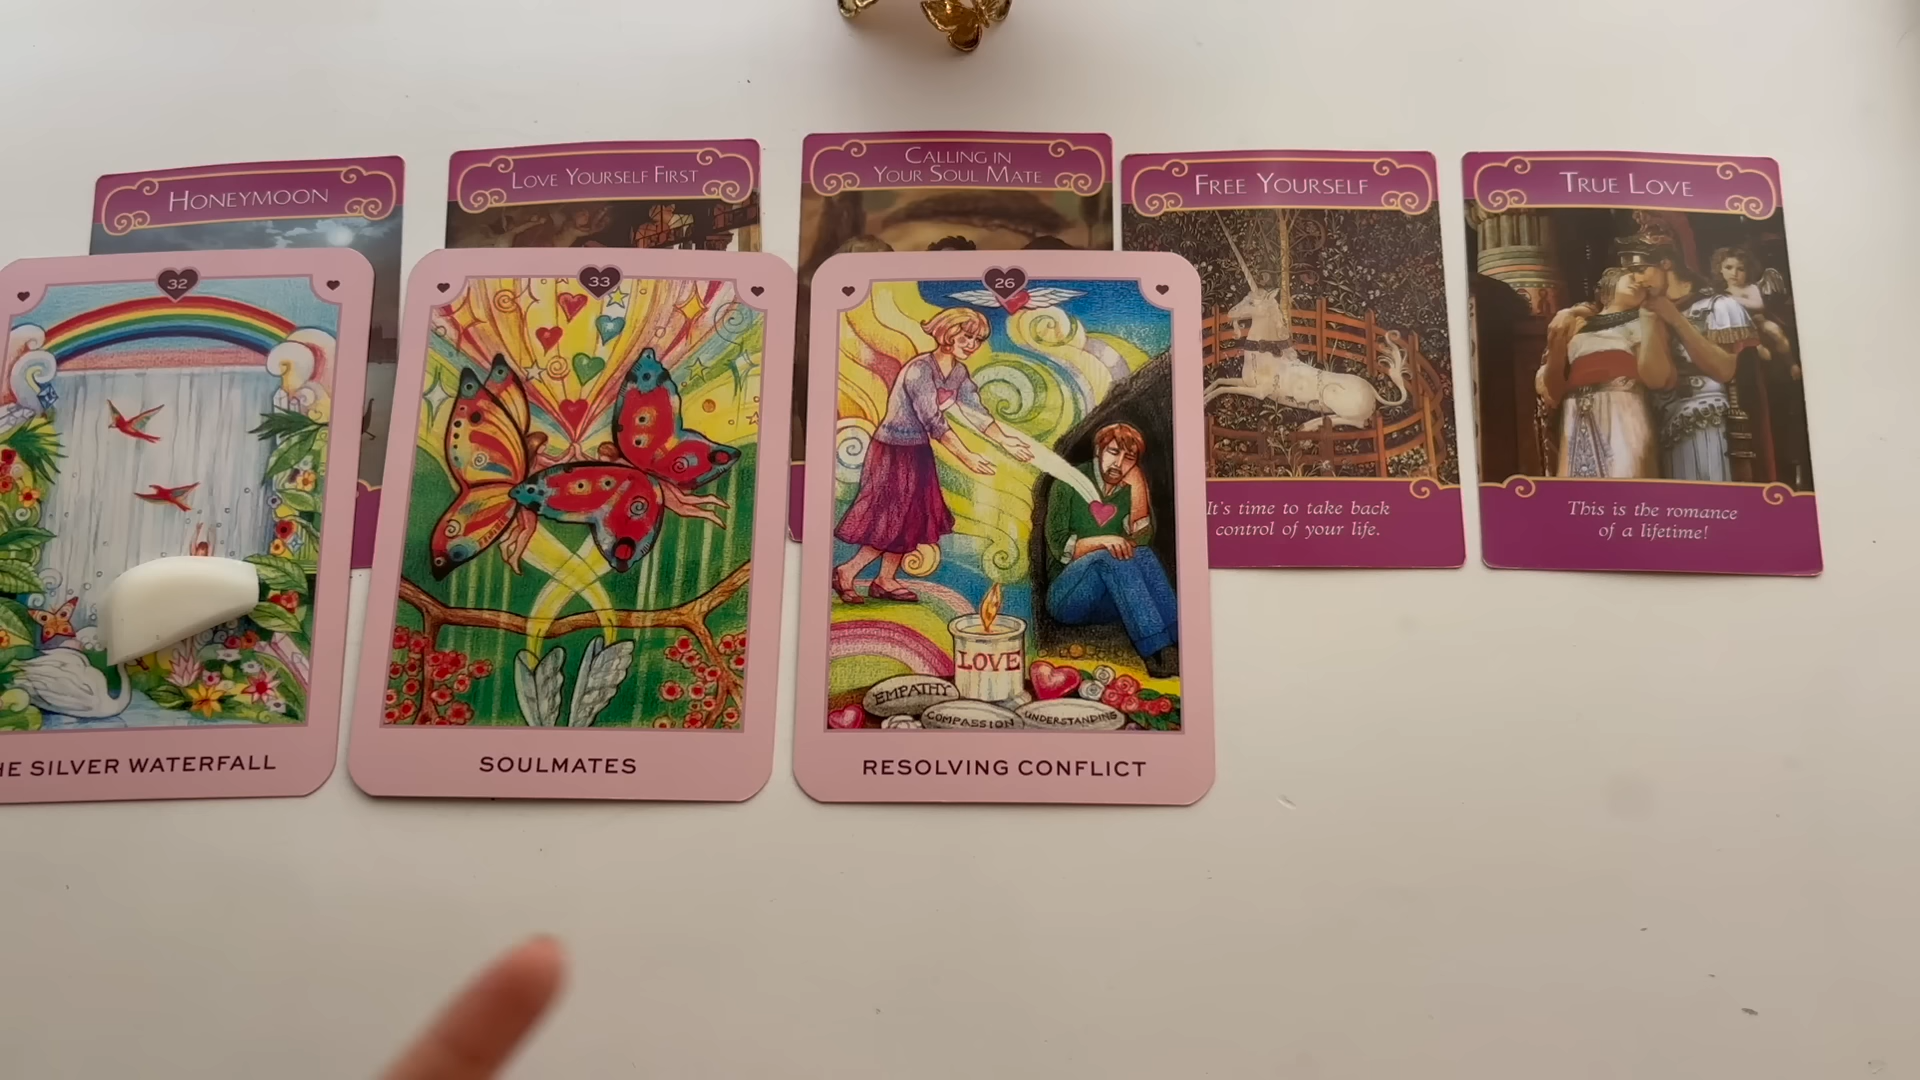 HONEYMOON
LOVE YOURSELF FIRST
CALLING IN
YOUR SOUL MATE
FREE YOURSELF
It's time to take back
control of your life.
TRUE LOVE
This is the romance
of a lifetime!
32
HE SILVER WATERFALL
33
SOULMATES
26
LOVE
EMPATHY
COMPASSION
UNDERSTANDING
RESOLVING CONFLICT